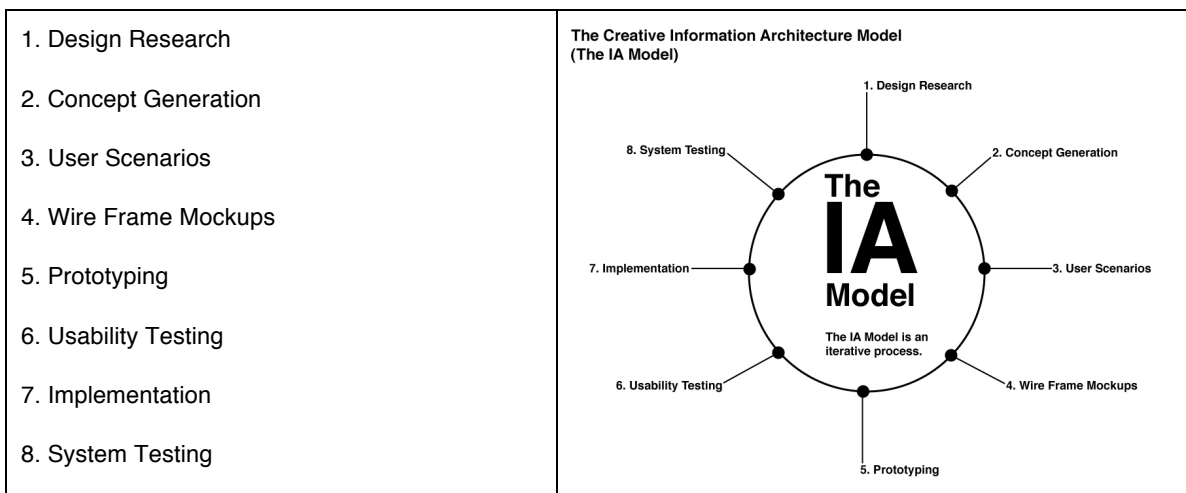 1. Design Research
2. Concept Generation
3. User Scenarios
4. Wire Frame Mockups
5. Prototyping
6. Usability Testing
7. Implementation
8. System Testing
The Creative Information Architecture Model
(The IA Model)
1. Design Research
8. System Testing
2. Concept Generation
The
IA
Model
7. Implementation
3. User Scenarios
The IA Model is an
iterative process.
6. Usability Testing
4. Wire Frame Mockups
5. Prototyping